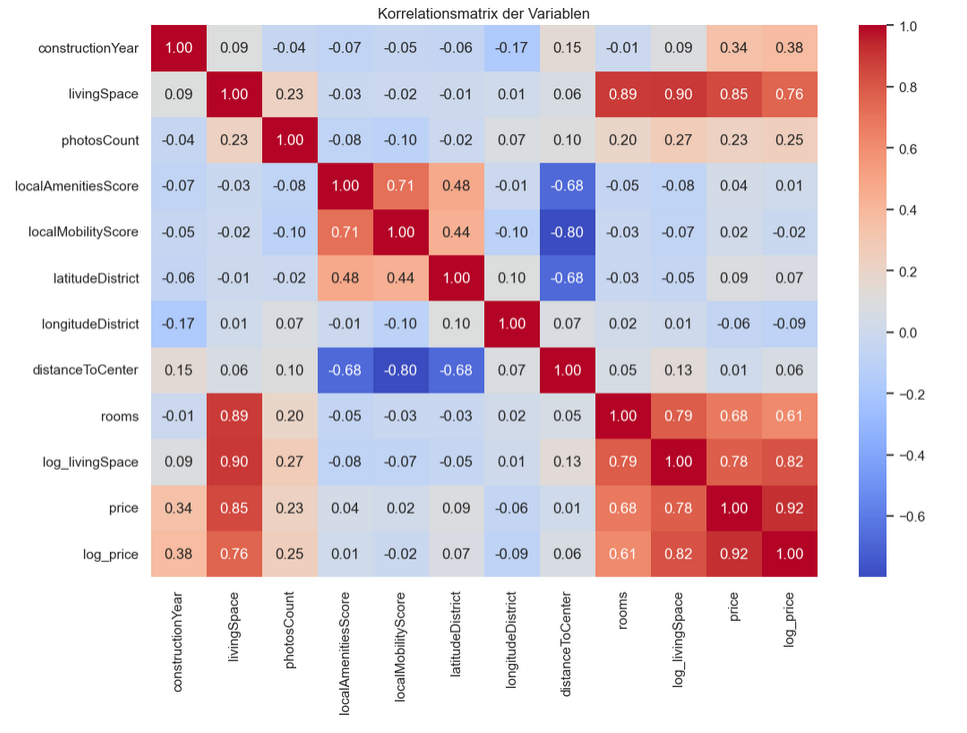 Korrelationsmatrix der Variablen
constructionYear 1.00 0.09 -0.04 -0.07 -0.05 -0.06 -0.17 0.15 -0.01 0.09 0.34 0.38
livingSpace 0.09 1.00 0.23 -0.03 -0.02 -0.01 0.01 0.06 0.89 0.90 0.85 0.76
photosCount -0.04 0.23 1.00 -0.08 -0.10 -0.02 0.07 0.10 0.20 0.27 0.23 0.25
localAmenitiesScore -0.07 -0.03 -0.08 1.00 0.71 0.48 -0.01 -0.68 -0.05 -0.08 0.04 0.01
localMobilityScore -0.05 -0.02 -0.10 0.71 1.00 0.44 -0.10 -0.80 -0.03 -0.07 0.02 -0.02
latitudeDistrict -0.06 -0.01 -0.02 0.48 0.44 1.00 0.10 -0.68 -0.03 -0.05 0.09 0.07
longitudeDistrict -0.17 0.01 0.07 -0.01 -0.10 0.10 1.00 0.07 0.02 0.01 -0.06 -0.09
distanceToCenter 0.15 0.06 0.10 -0.68 -0.80 -0.68 0.07 1.00 0.05 0.13 0.01 0.06
rooms -0.01 0.89 0.20 -0.05 -0.03 -0.03 0.02 0.05 1.00 0.79 0.68 0.61
log_livingSpace 0.09 0.90 0.27 -0.08 -0.07 -0.05 0.01 0.13 0.79 1.00 0.78 0.82
price 0.34 0.85 0.23 0.04 0.02 0.09 -0.06 0.01 0.68 0.78 1.00 0.92
log_price 0.38 0.76 0.25 0.01 -0.02 0.07 -0.09 0.06 0.61 0.82 0.92 1.00
constructionYear
livingSpace
photosCount
localAmenitiesScore
localMobilityScore
latitudeDistrict
longitudeDistrict
distanceToCenter
rooms
log_livingSpace
price
log_price
1.0
0.8
0.6
0.4
0.2
0.0
−0.2
−0.4
−0.6